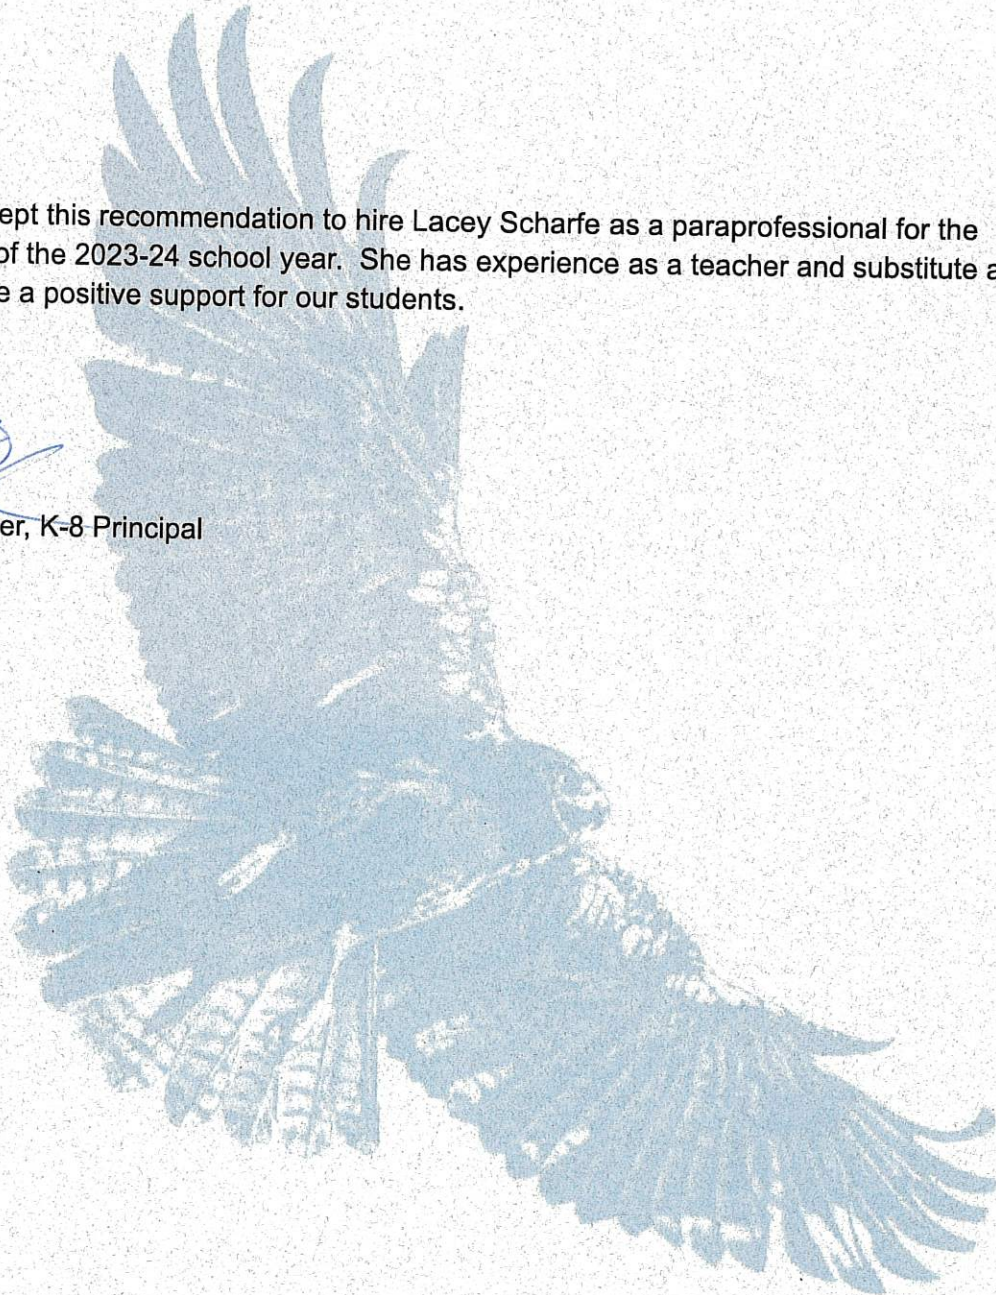 ept this recommendation to hire Lacey Scharfe as a paraprofessional for the
of the 2023-24 school year. She has experience as a teacher and substitute a
e a positive support for our students.
er, K-8 Principal